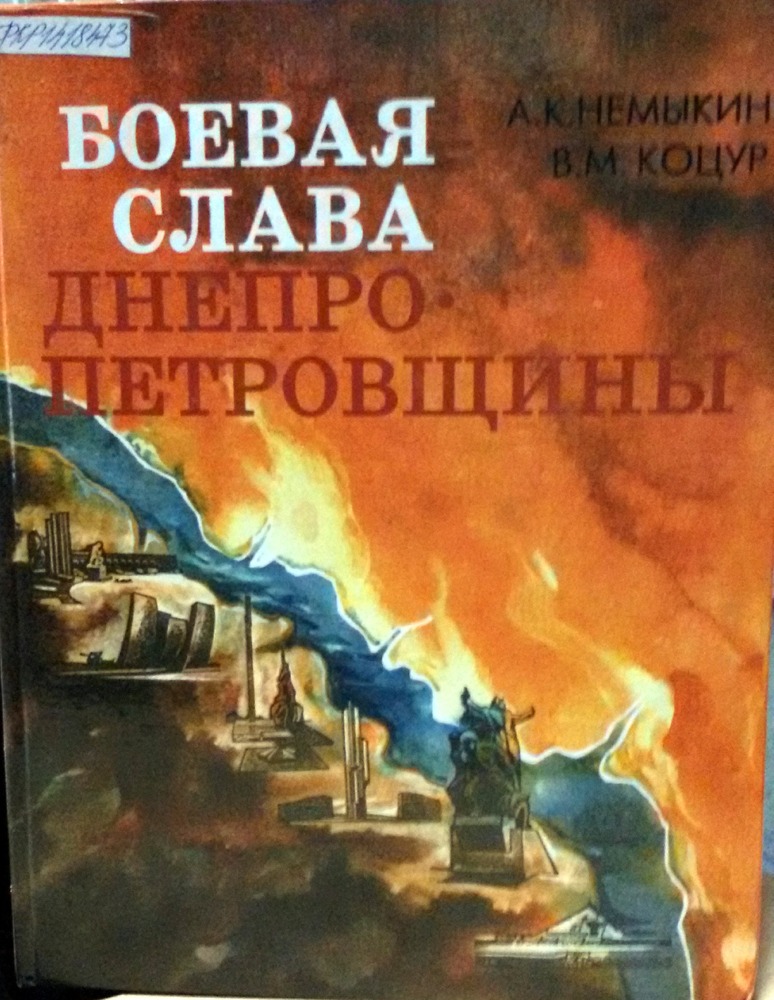 БОЕВАЯ
СЛАВА
ДНЕПРО-
ПЕТРОВЩИНЫ
А.К.НЕМЫКИН
В.М.КОЦУР